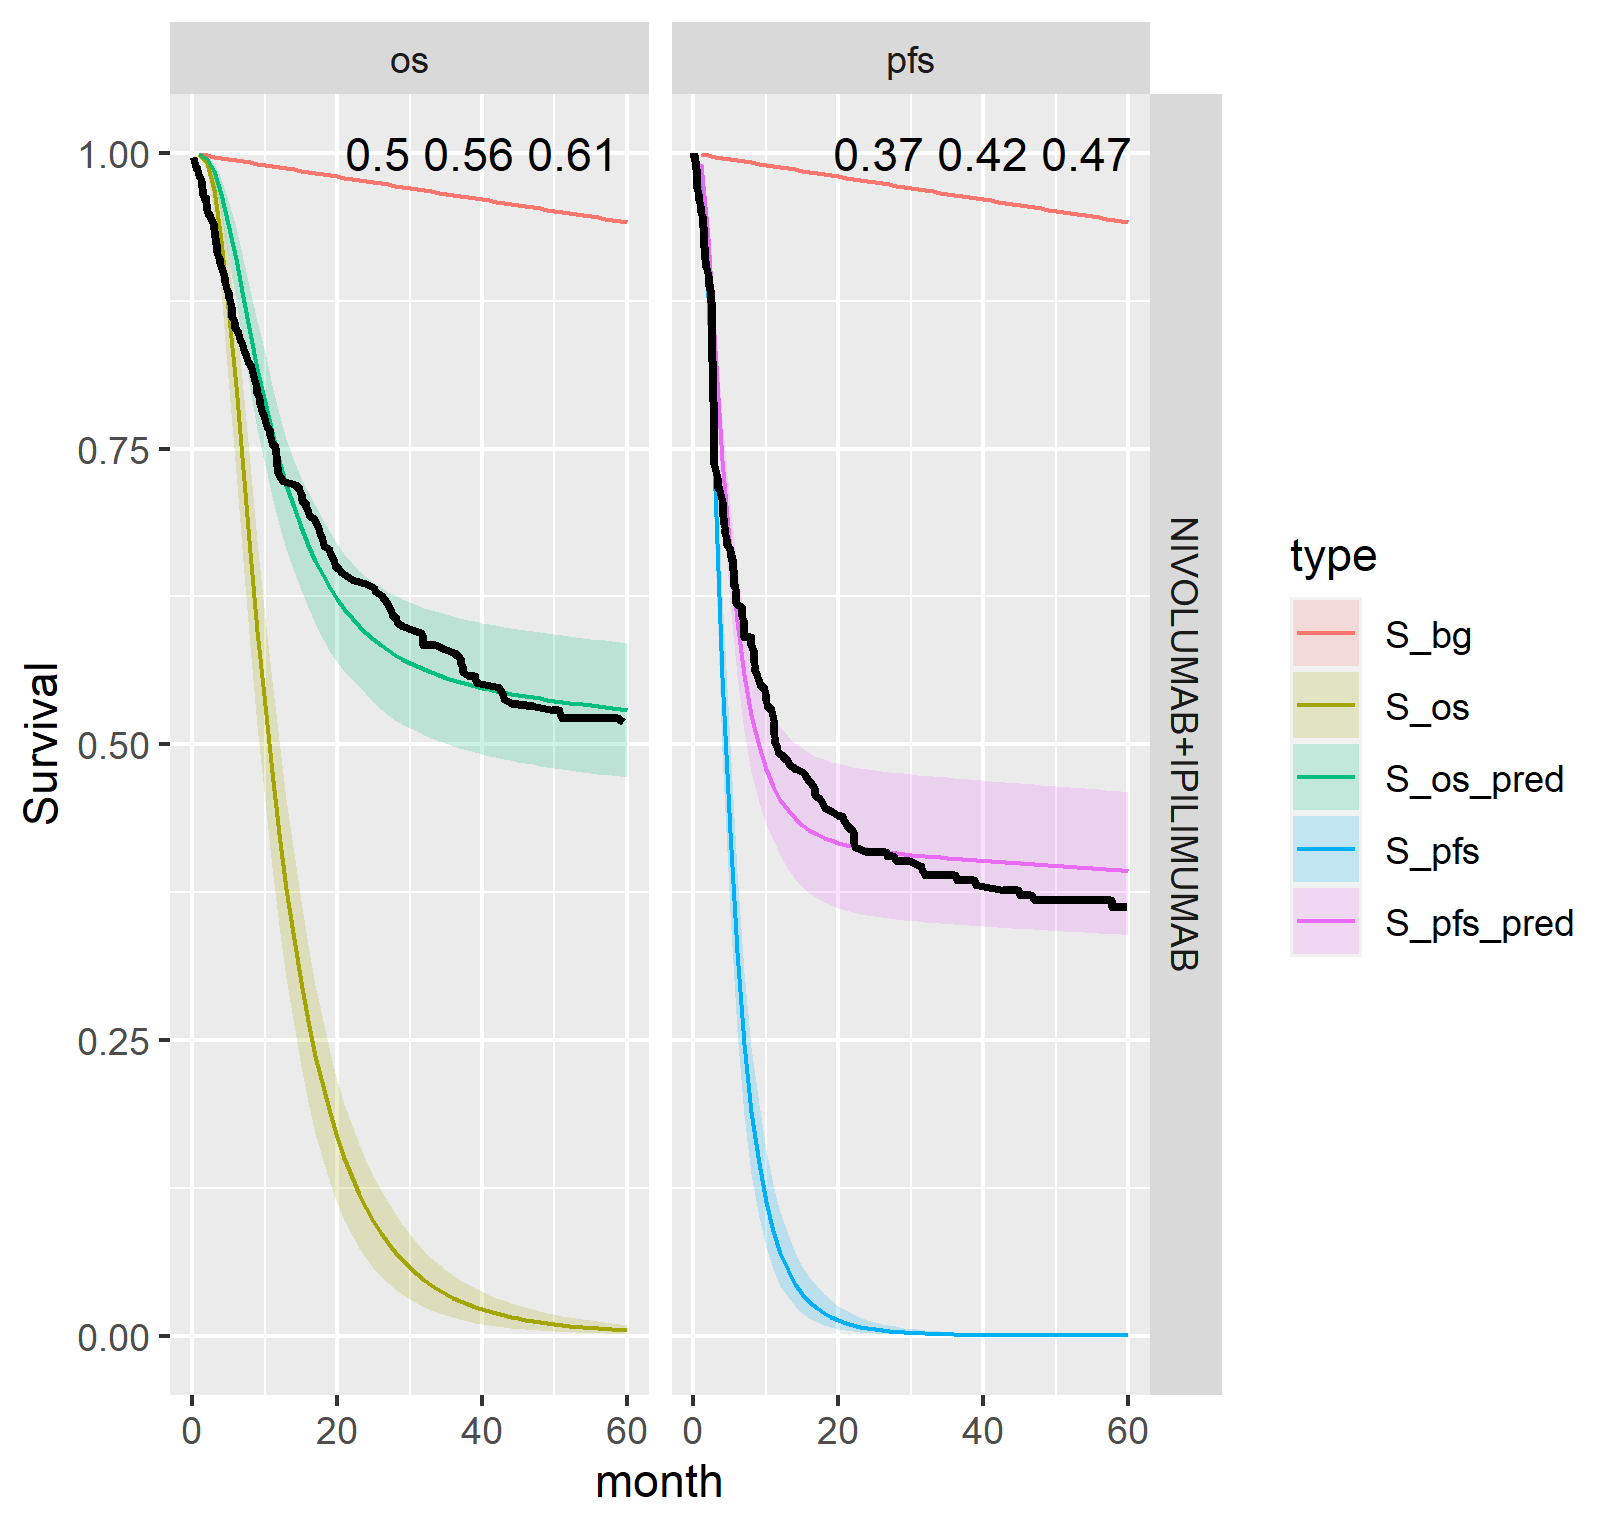 os
pfs
0.5 0.56 0.61
0.37 0.42 0.47
1.00
0.75
0.50
0.25
0.00
Survival
0 20 40 60
0 20 40 60
month
NIVOLUMAB+IPILIMUMAB
type
S_bg
S_os
S_os_pred
S_pfs
S_pfs_pred